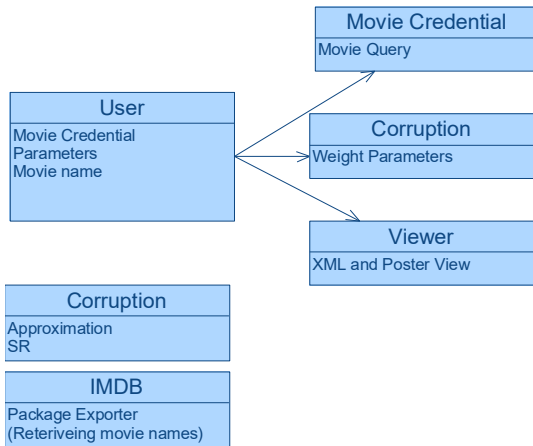 Movie Credential
Movie Query
User
Movie Credential
Parameters
Movie name
Corruption
Weight Parameters
Viewer
XML and Poster View
Corruption
Approximation
SR
IMDB
Package Exporter
(Reteriveing movie names)